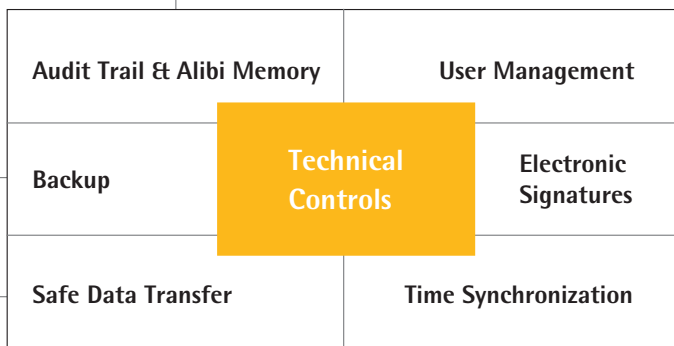 Audit Trail & Alibi Memory
User Management
Technical
Controls
Backup
Electronic
Signatures
Safe Data Transfer
Time Synchronization